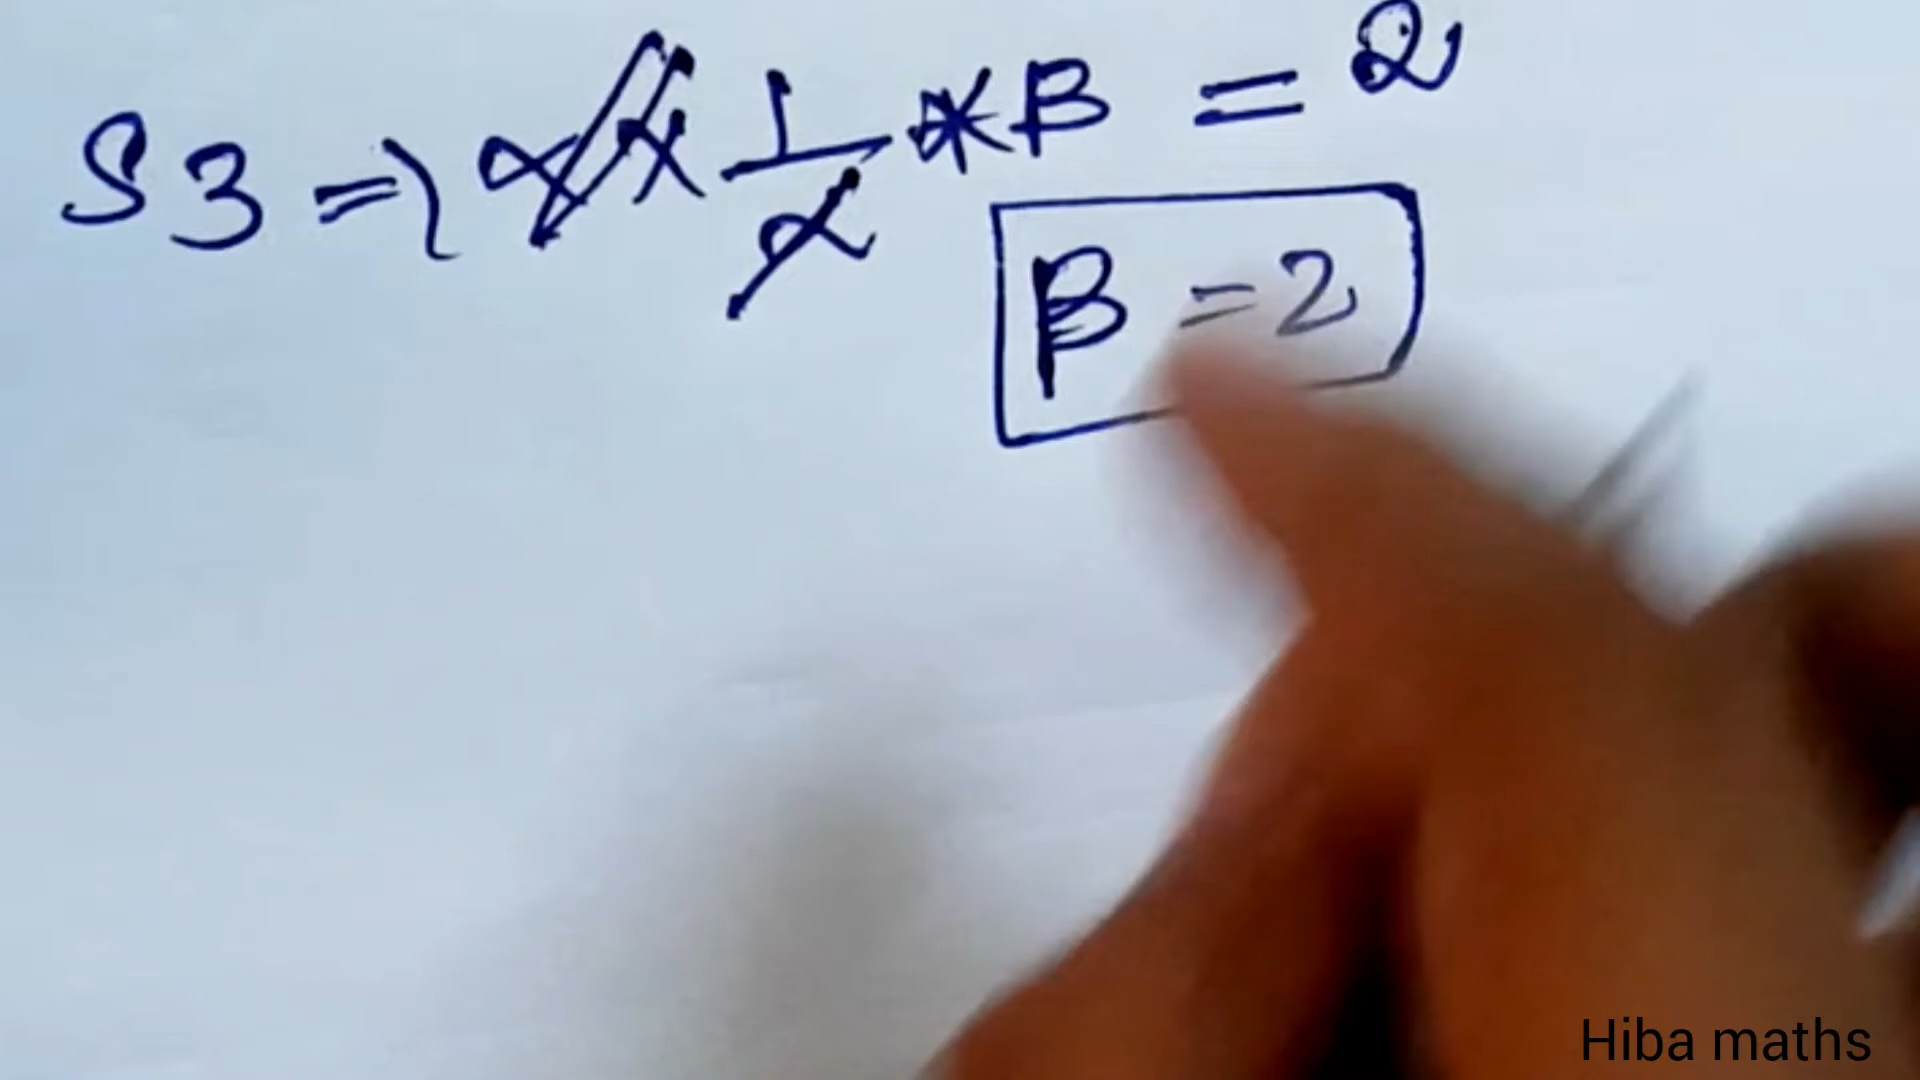 S3 ⇒ α × 1/α * β = 2
β = 2
Hiba maths